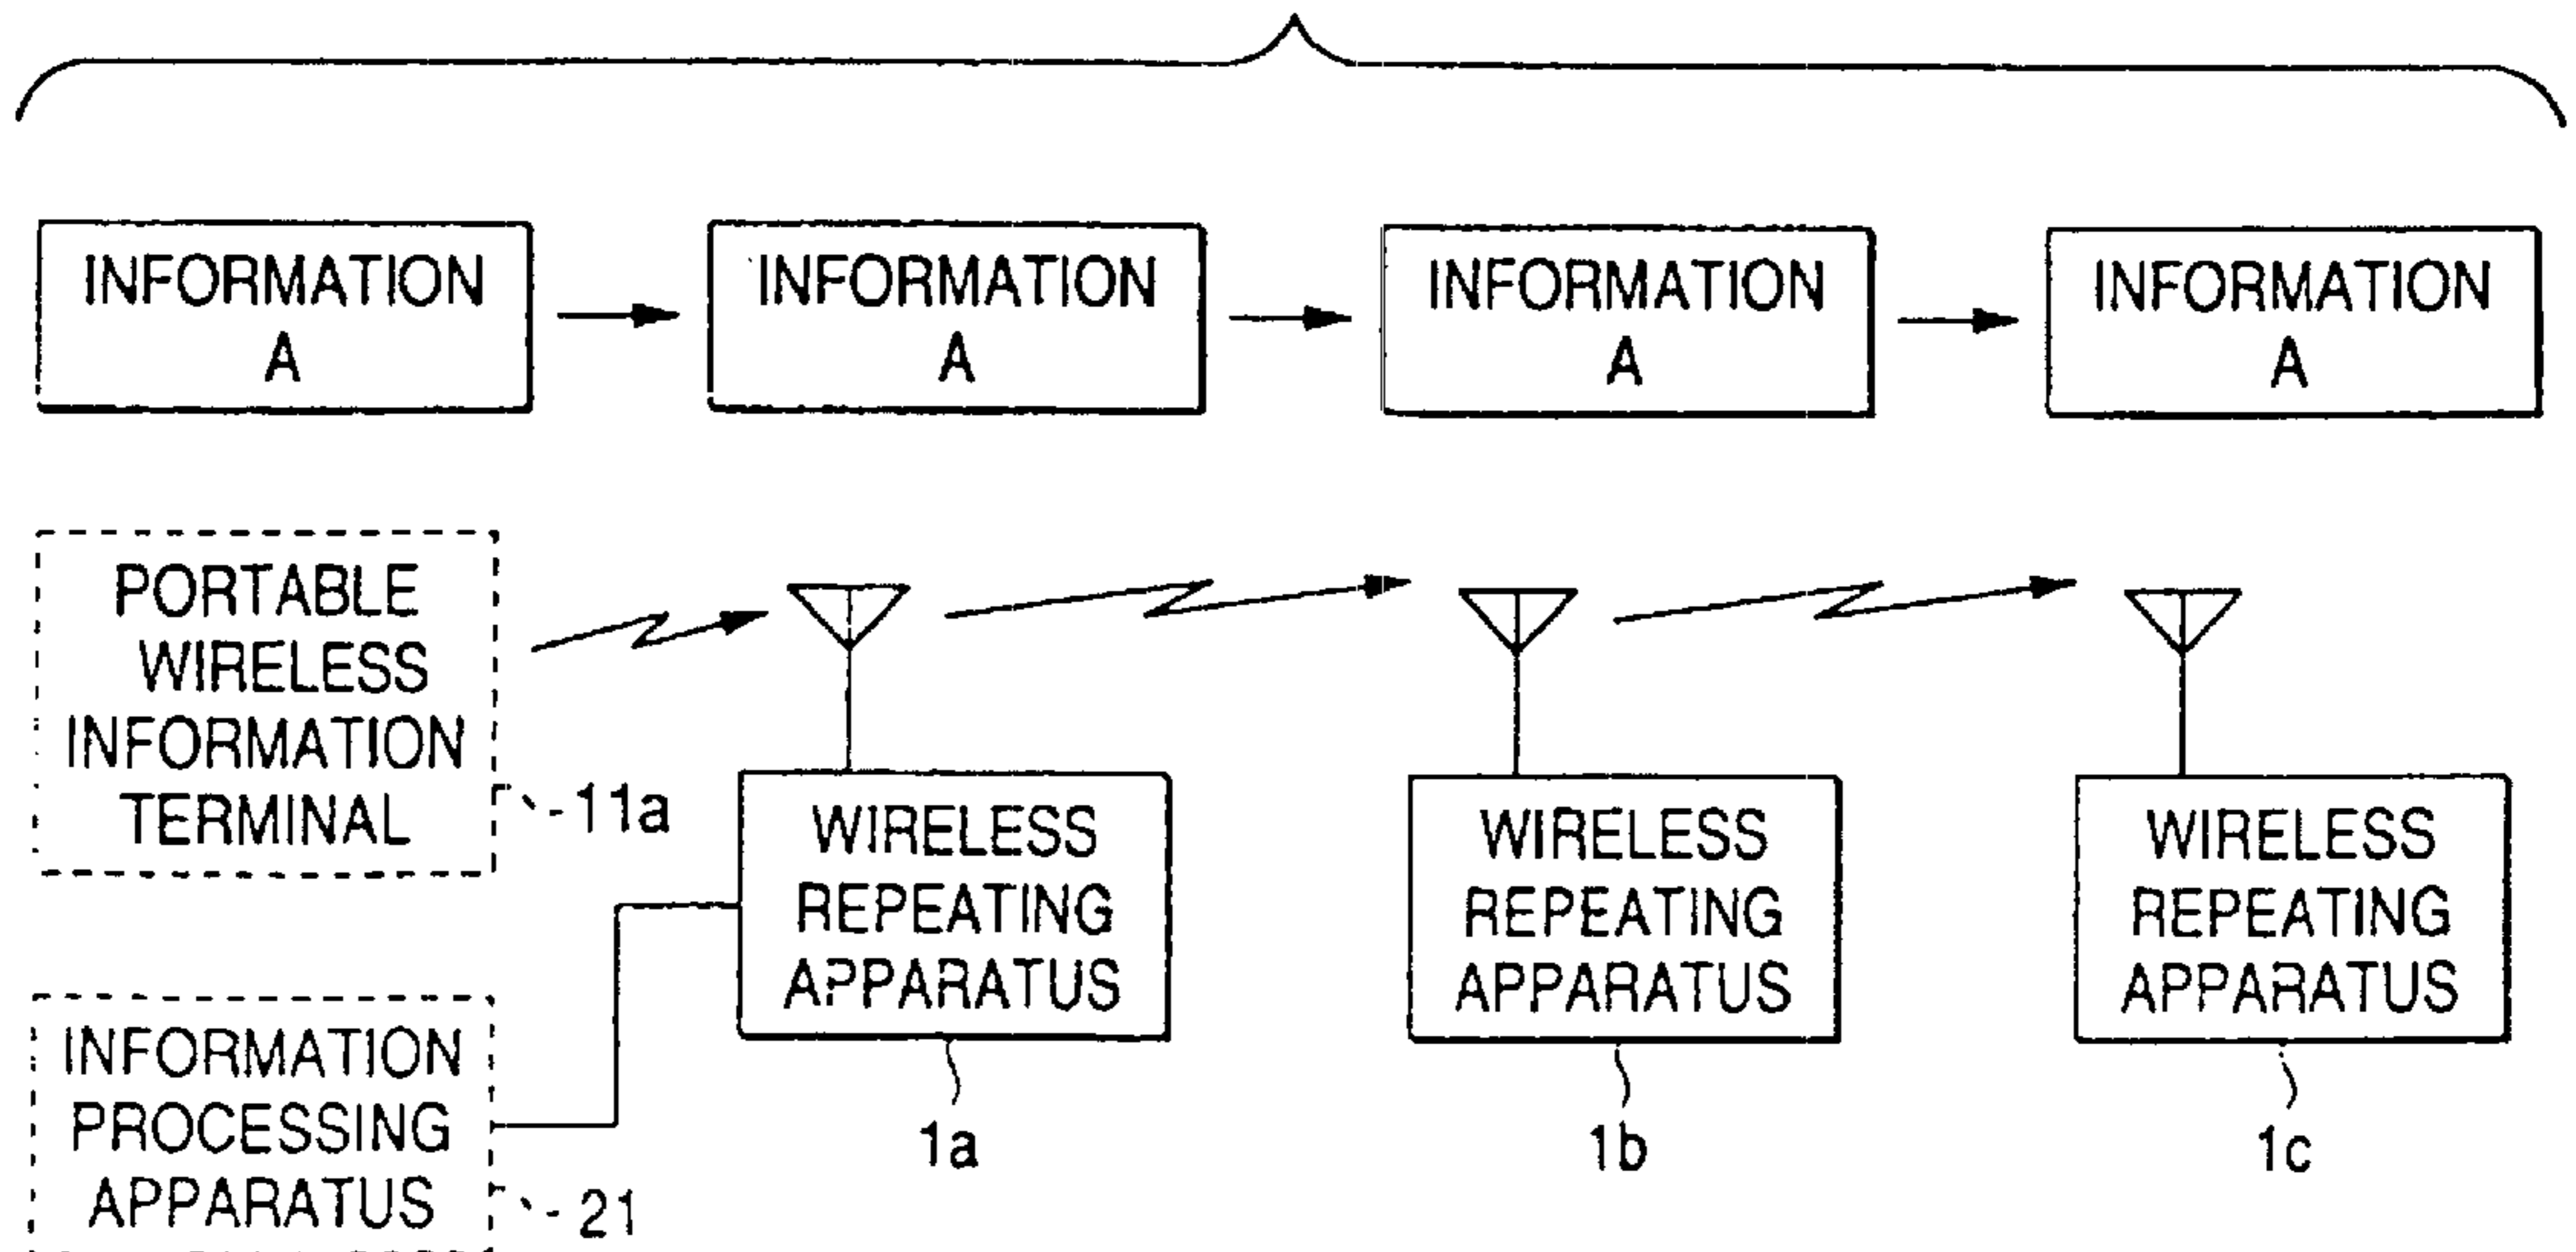 INFORMATION
A
INFORMATION
A
INFORMATION
A
INFORMATION
A
PORTABLE
WIRELESS
INFORMATION
TERMINAL
11a
WIRELESS
REPEATING
APPARATUS
1a
WIRELESS
REPEATING
APPARATUS
1b
WIRELESS
REPEATING
APPARATUS
1c
INFORMATION
PROCESSING
APPARATUS
21